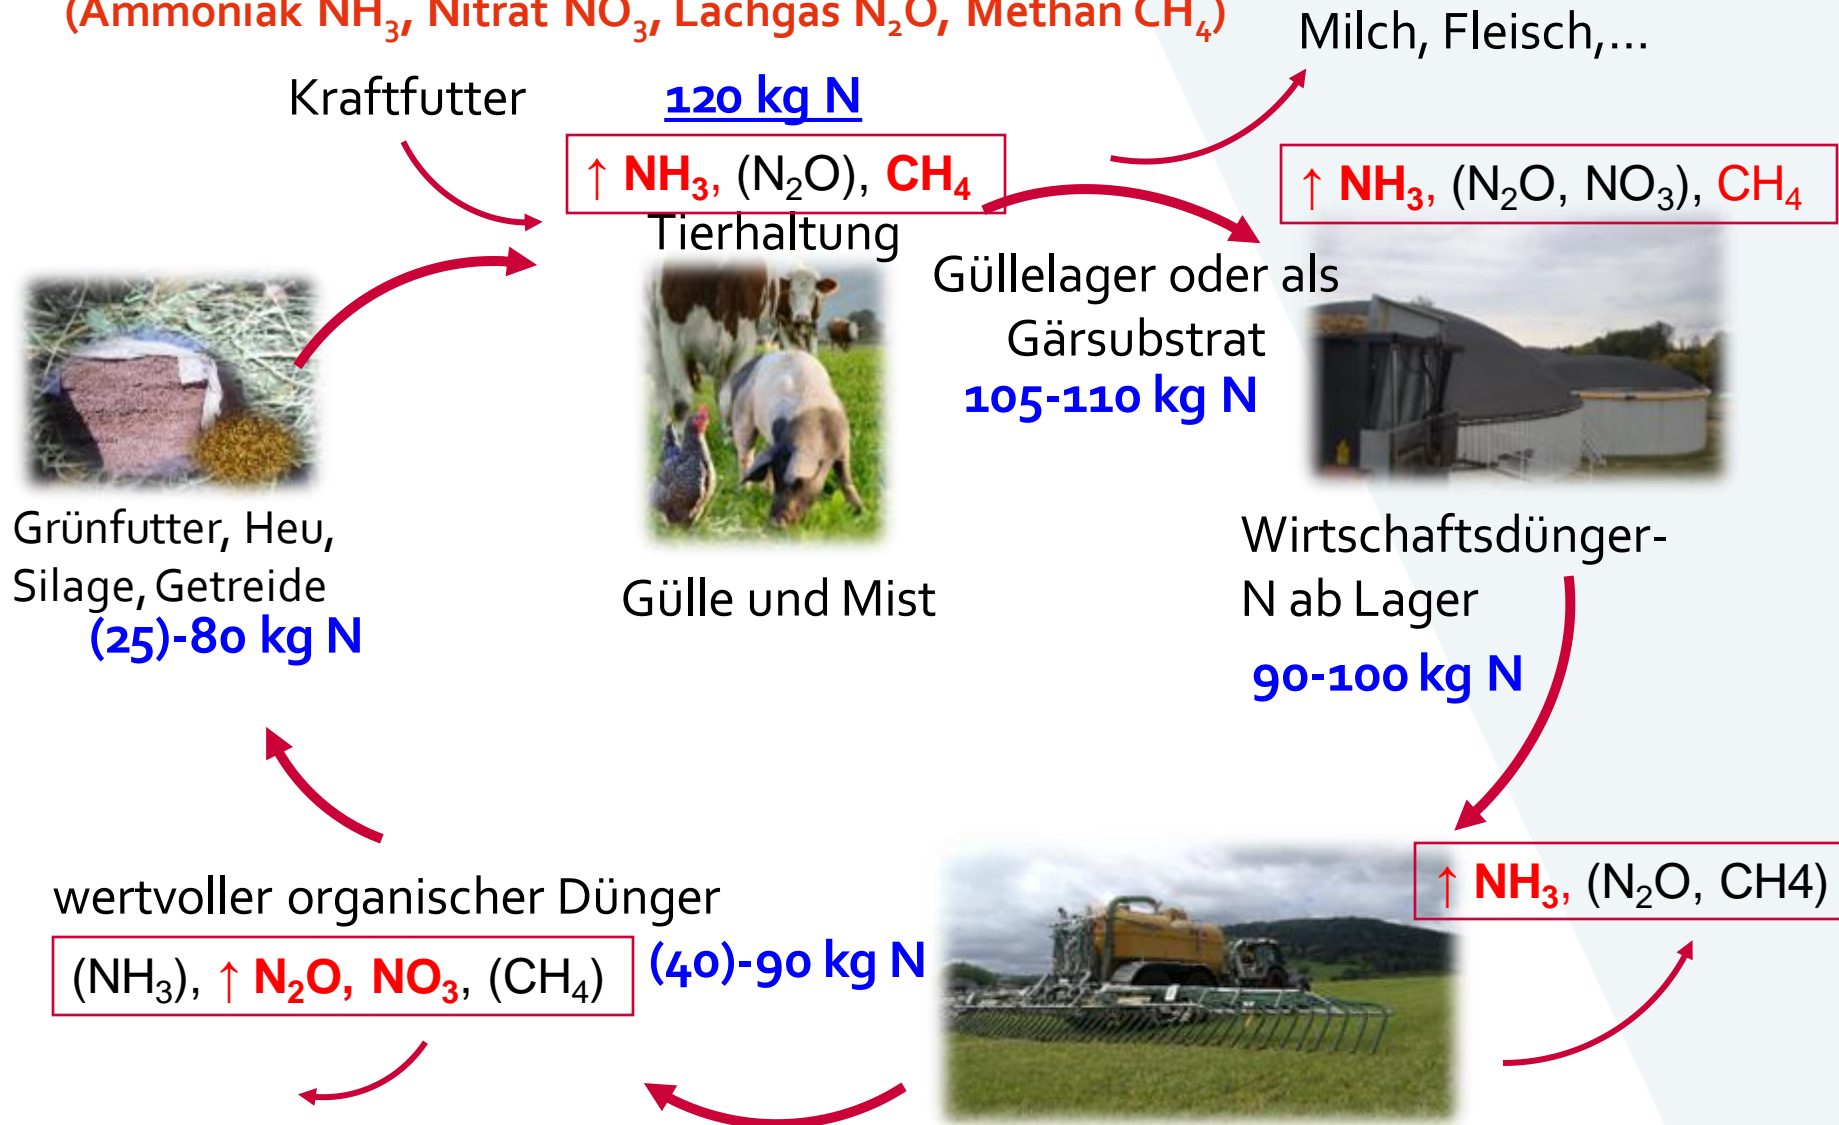 (Ammoniak NH₃, Nitrat NO₃, Lachgas N₂O, Methan CH₄)
Milch, Fleisch,...
Kraftfutter
120 kg N
↑ NH₃, (N₂O), CH₄
↑ NH₃, (N₂O, NO₃), CH₄
Tierhaltung
Güllelager oder als
Gärsubstrat
105-110 kg N
Grünfutter, Heu,
Silage, Getreide
(25)-80 kg N
Gülle und Mist
Wirtschaftsdünger-
N ab Lager
90-100 kg N
↑ NH₃, (N₂O, CH4)
wertvoller organischer Dünger
(NH₃), ↑ N₂O, NO₃, (CH₄)
(40)-90 kg N